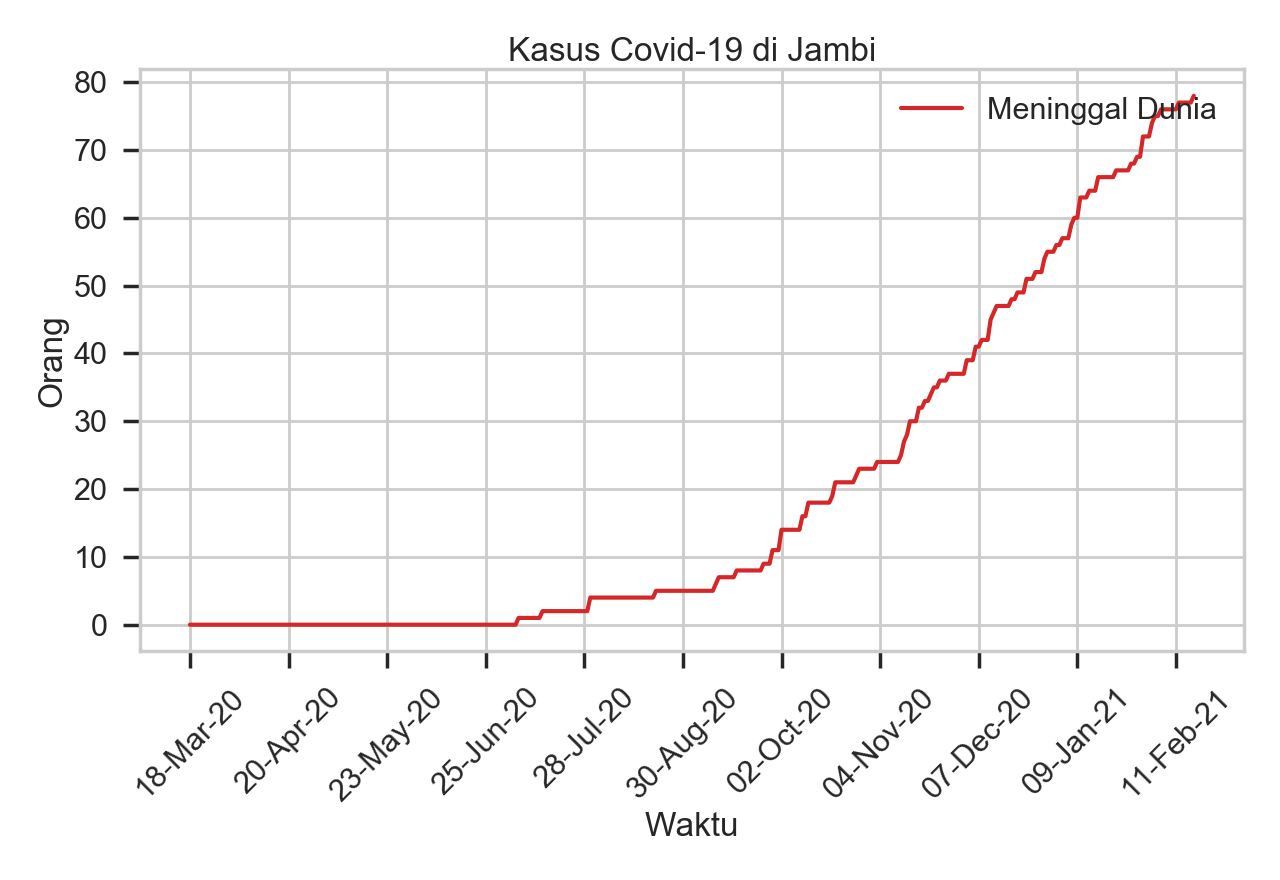 Kasus Covid-19 di Jambi
Meninggal Dunia
80
70
60
50
40
30
20
10
0
Orang
18-Mar-20
20-Apr-20
23-May-20
25-Jun-20
28-Jul-20
30-Aug-20
02-Oct-20
04-Nov-20
07-Dec-20
09-Jan-21
11-Feb-21
Waktu